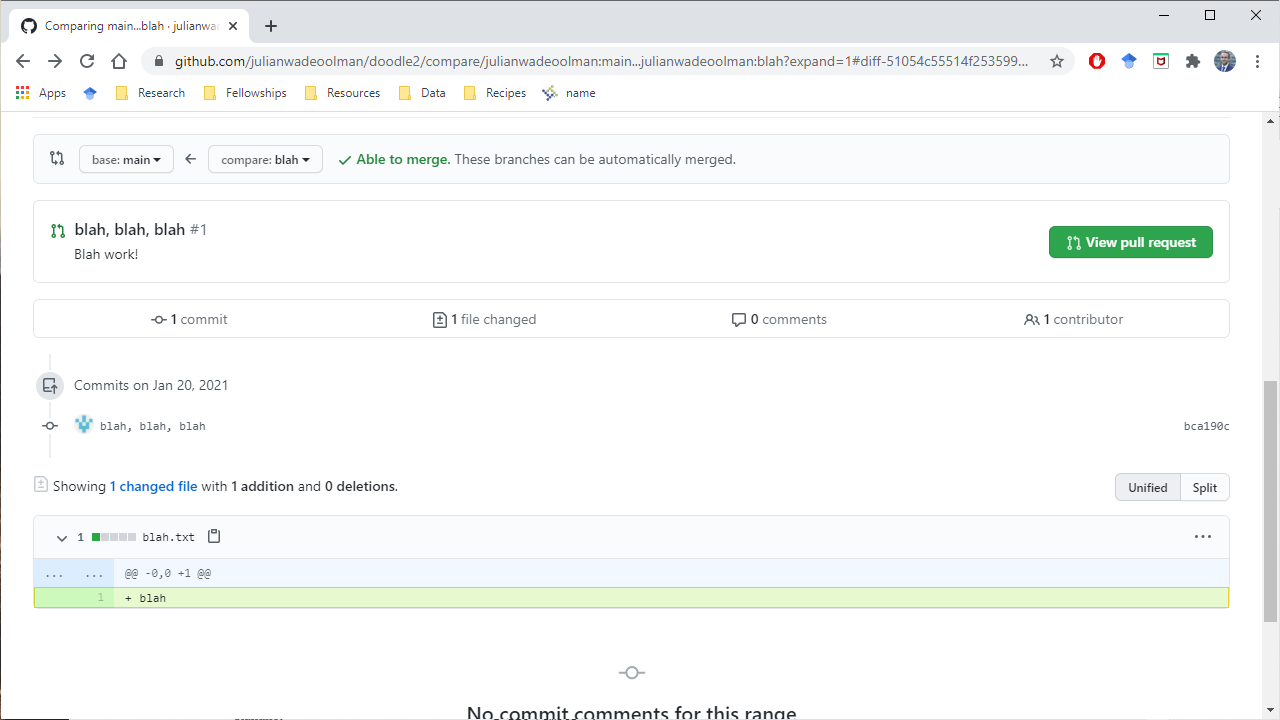 Comparing main...blah · julianwa
github.com/julianwadeoolman/doodle2/compare/julianwadeoolman:main...julianwadeoolman:blah?expand=1#diff-51054c55514f253599...
Apps Research Fellowships Resources Data Recipes name
base: main compare: blah Able to merge. These branches can be automatically merged.
blah, blah, blah #1
Blah work!
View pull request
1 commit 1 file changed 0 comments 1 contributor
Commits on Jan 20, 2021
blah, blah, blah bca190c
Showing 1 changed file with 1 addition and 0 deletions.
Unified Split
1 blah.txt
... ... @@ -0,0 +1 @@
1 + blah
No commit comments for this range